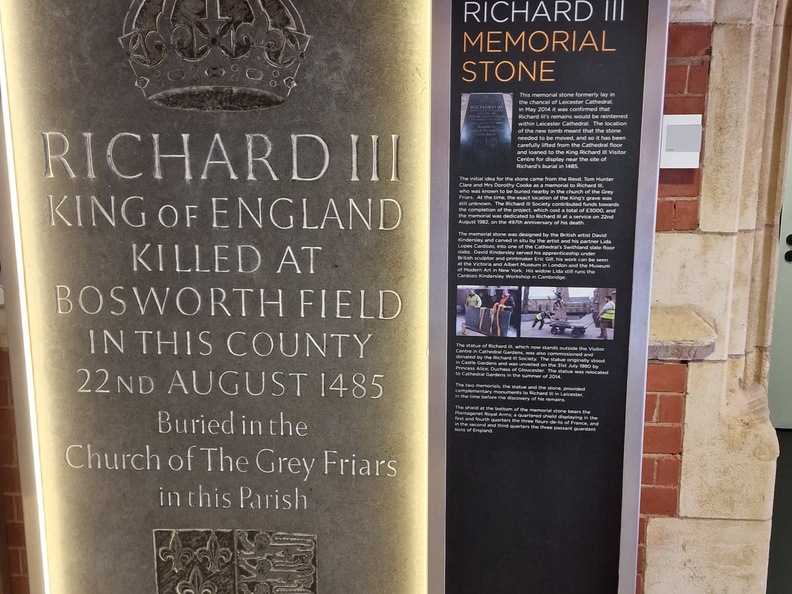 RICHARD III
KING OF ENGLAND
KILLED AT
BOSWORTH FIELD
IN THIS COUNTY
22ND AUGUST 1485
Buried in the
Church of The Grey Friars
in this Parish
RICHARD III
MEMORIAL
STONE
This memorial stone formerly lay in
the chancel of Leicester Cathedral.
In May 2014 it was confirmed that
Richard III's remains would be reinterred
within Leicester Cathedral. The location
of the new tomb meant that the stone
needed to be moved, and so it has been
carefully lifted from the Cathedral floor
and loaned to the King Richard III Visitor
Centre for display near the site of
Richard's burial in 1485.
The initial idea for the stone came from the Revd. Tom Hunter
Clare and Mrs Dorothy Cooke as a memorial to Richard III,
who was known to be buried nearby in the church of the Grey
Friars. At the time, the exact location of the King's grave was
still unknown. The Richard III Society contributed funds towards
the completion of the project, which cost a total of £3000, and
the memorial was dedicated to Richard III at a service on 22nd
August 1982, on the 497th anniversary of his death.
The memorial stone was designed by the British artist David
Kindersley and carved in situ by the artist and his partner Lida
Lopes Cardozo, into one of the Cathedral's Swithland slate floor
slabs. David Kindersley served his apprenticeship under
British sculptor and printmaker Eric Gill, his work can be seen
at the Victoria and Albert Museum in London and the Museum
of Modern Art in New York. His widow Lida still runs the
Cardozo Kindersley Workshop in Cambridge.
The statue of Richard III, which now stands outside the Visitor
Centre in Cathedral Gardens, was also commissioned and
donated by the Richard III Society. The statue originally stood
in Castle Gardens and was unveiled on the 31st July 1980 by
Princess Alice, Duchess of Gloucester. The statue was relocated
to Cathedral Gardens in the summer of 2014.
The two memorials, the statue and the stone, provided
complementary monuments to Richard III in Leicester,
in the time before the discovery of his remains.
The shield at the bottom of the memorial stone bears the
Plantagenet Royal Arms, a quartered shield displaying in the
first and fourth quarters the three fleurs-de-lis of France, and
in the second and third quarters the three passant guardant
lions of England.